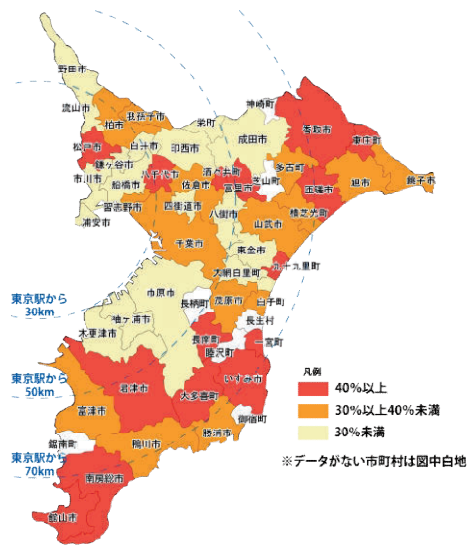 野田市
流山市
我孫子市
柏市
松戸市
鎌ヶ谷市
市川市
船橋市
浦安市
習志野市
白井市
印西市
栄町
成田市
神崎町
香取市
東庄町
八千代市
佐倉市
酒々井町
富里市
芝山町
多古町
匝瑳市
旭市
銚子市
四街道市
八街市
山武市
横芝光町
千葉市
東金市
九十九里町
大網白里町
市原市
長柄町
茂原市
白子町
長生村
袖ヶ浦市
木更津市
長南町
睦沢町
一宮町
君津市
大多喜町
いすみ市
富津市
御宿町
勝浦市
鋸南町
鴨川市
南房総市
館山市
東京駅から
30km
東京駅から
50km
東京駅から
70km
凡例
40%以上
30%以上40%未満
30%未満
※データがない市町村は図中白地